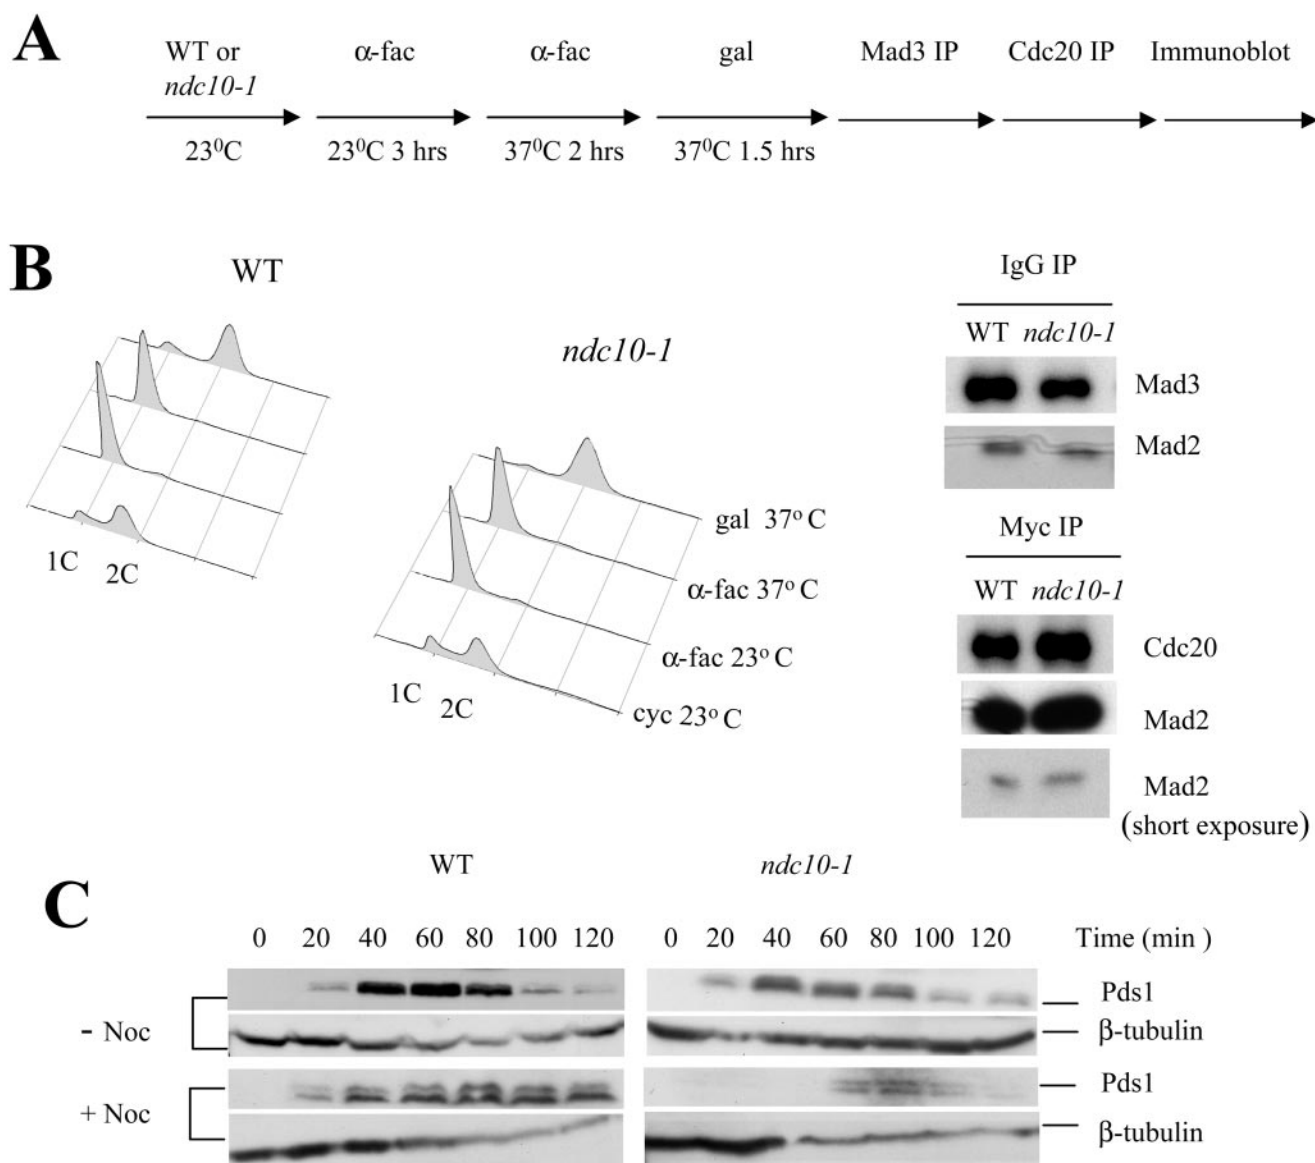 A
WT or α-fac α-fac gal Mad3 IP Cdc20 IP Immunoblot
ndc10-1
23⁰C 23⁰C 3 hrs 37⁰C 2 hrs 37⁰C 1.5 hrs
B
WT
ndc10-1
1C 2C
gal 37° C
α-fac 37° C
α-fac 23° C
cyc 23° C
1C 2C
IgG IP
WT ndc10-1
Mad3
Mad2
Myc IP
WT ndc10-1
Cdc20
Mad2
Mad2
(short exposure)
C
WT ndc10-1
0 20 40 60 80 100 120 0 20 40 60 80 100 120 Time (min )
- Noc
Pds1
β-tubulin
+ Noc
Pds1
β-tubulin